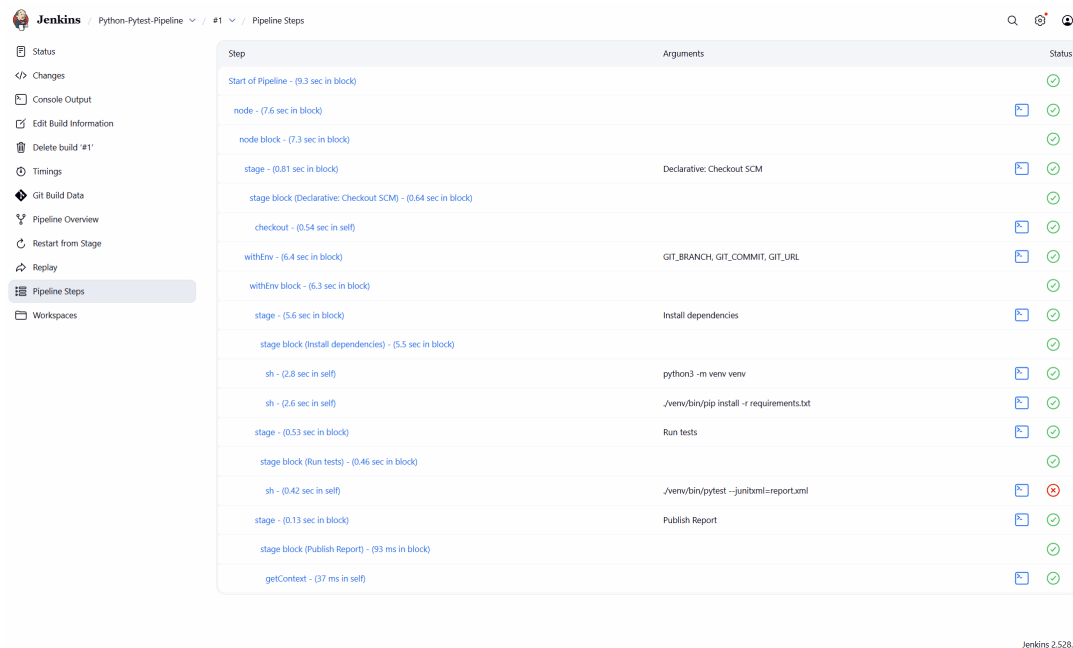 Jenkins / Python-Pytest-Pipeline / #1 / Pipeline Steps
Status
Changes
Console Output
Edit Build Information
Delete build '#1'
Timings
Git Build Data
Pipeline Overview
Restart from Stage
Replay
Pipeline Steps
Workspaces
Step Arguments Status
Start of Pipeline - (9.3 sec in block)
node - (7.6 sec in block)
node block - (7.3 sec in block)
stage - (0.81 sec in block) Declarative: Checkout SCM
stage block (Declarative: Checkout SCM) - (0.64 sec in block)
checkout - (0.54 sec in self)
withEnv - (6.4 sec in block) GIT_BRANCH, GIT_COMMIT, GIT_URL
withEnv block - (6.3 sec in block)
stage - (5.6 sec in block) Install dependencies
stage block (Install dependencies) - (5.5 sec in block)
sh - (2.8 sec in self) python3 -m venv venv
sh - (2.6 sec in self) ./venv/bin/pip install -r requirements.txt
stage - (0.53 sec in block) Run tests
stage block (Run tests) - (0.46 sec in block)
sh - (0.42 sec in self) ./venv/bin/pytest --junitxml=report.xml
stage - (0.13 sec in block) Publish Report
stage block (Publish Report) - (93 ms in block)
getContext - (37 ms in self)
Jenkins 2.528.